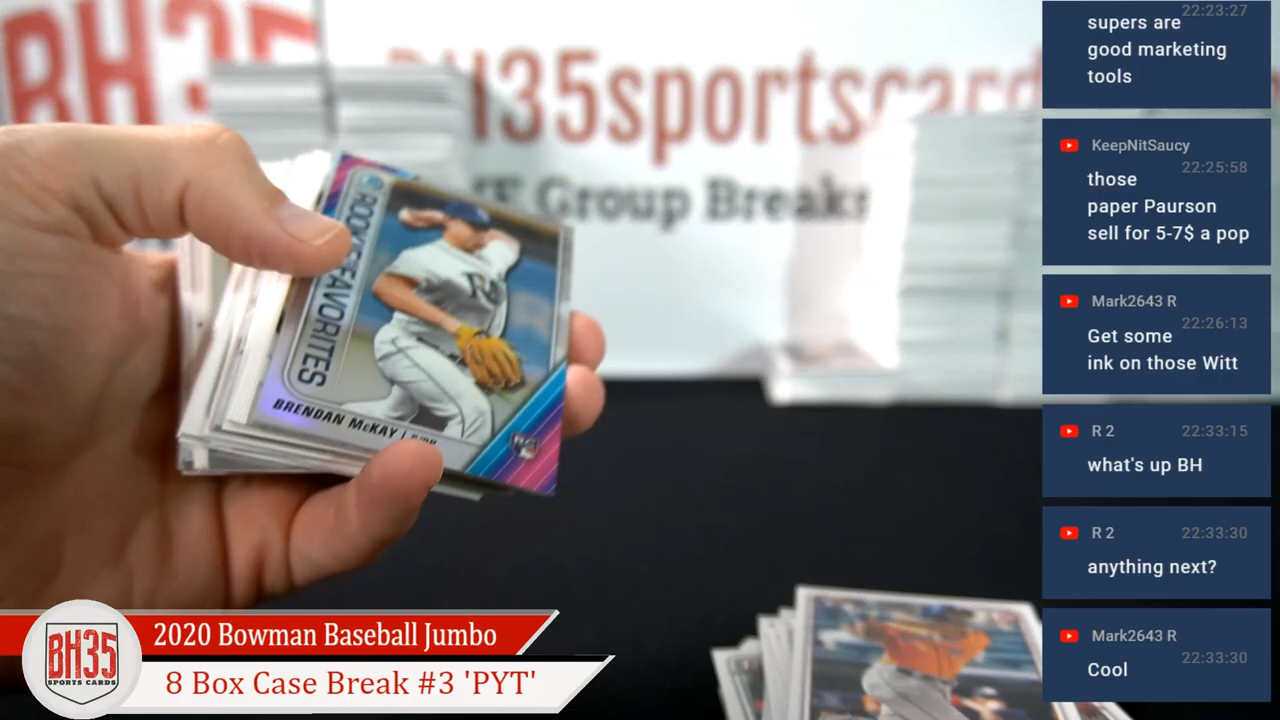 BH35
BH35sportscard
E Group Breaks
ROOKIE FAVORITES
BRENDAN McKAY
BH35
SPORTS CARDS
2020 Bowman Baseball Jumbo
8 Box Case Break #3 'PYT'
22:23:27
supers are
good marketing
tools
KeepNitSaucy
22:25:58
those
paper Paurson
sell for 5-7$ a pop
Mark2643 R
22:26:13
Get some
ink on those Witt
R 2 22:33:15
what's up BH
R 2 22:33:30
anything next?
Mark2643 R
22:33:30
Cool